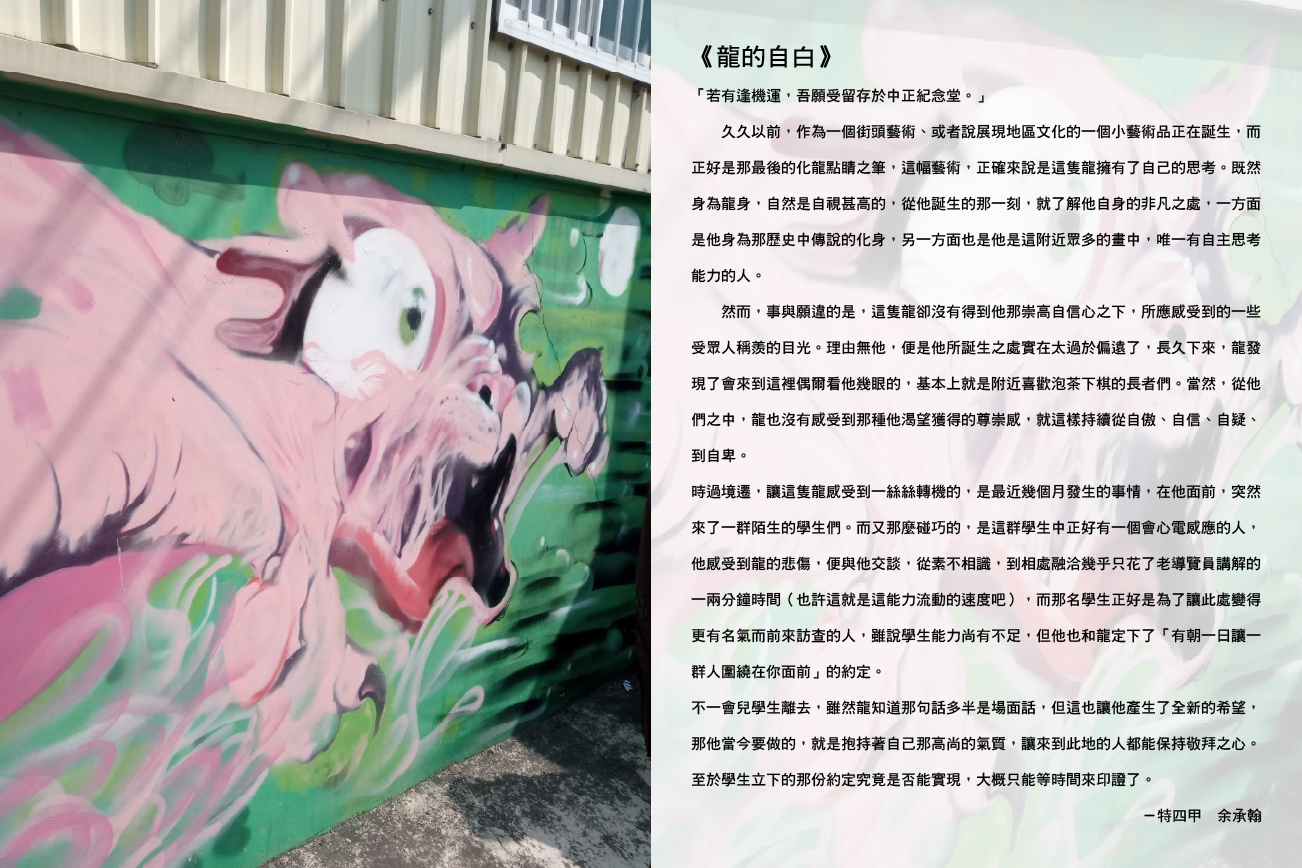 《龍的自白》
「若有逢機運，吾願受留存於中正紀念堂。」
久久以前，作為一個街頭藝術、或者說展現地區文化的一個小藝術品正在誕生，而
正好是那最後的化龍點睛之筆，這幅藝術，正確來說是這隻龍擁有了自己的思考。既然
身為龍身，自然是自視甚高的，從他誕生的那一刻，就了解他自身的非凡之處，一方面
是他身為那歷史中傳說的化身，另一方面也是他是這附近眾多的畫中，唯一有自主思考
能力的人。
然而，事與願違的是，這隻龍卻沒有得到他那崇高自信心之下，所應感受到的一些
受眾人稱羨的目光。理由無他，便是他所誕生之處實在太過於偏遠了，長久下來，龍發
現了會來到這裡偶爾看他幾眼的，基本上就是附近喜歡泡茶下棋的長者們。當然，從他
們之中，龍也沒有感受到那種他渴望獲得的尊崇感，就這樣持續從自傲、自信、自疑、
到自卑。
時過境遷，讓這隻龍感受到一絲絲轉機的，是最近幾個月發生的事情，在他面前，突然
來了一群陌生的學生們。而又那麼碰巧的，是這群學生中正好有一個會心電感應的人，
他感受到龍的悲傷，便與他交談，從素不相識，到相處融洽幾乎只花了老導覽員講解的
一兩分鐘時間（也許這就是這能力流動的速度吧），而那名學生正好是為了讓此處變得
更有名氣而前來訪查的人，雖說學生能力尚有不足，但他也和龍定下了「有朝一日讓一
群人圍繞在你面前」的約定。
不一會兒學生離去，雖然龍知道那句話多半是場面話，但這也讓他產生了全新的希望，
那他當今要做的，就是抱持著自己那高尚的氣質，讓來到此地的人都能保持敬拜之心。
至於學生立下的那份約定究竟是否能實現，大概只能等時間來印證了。
－特四甲　余承翰